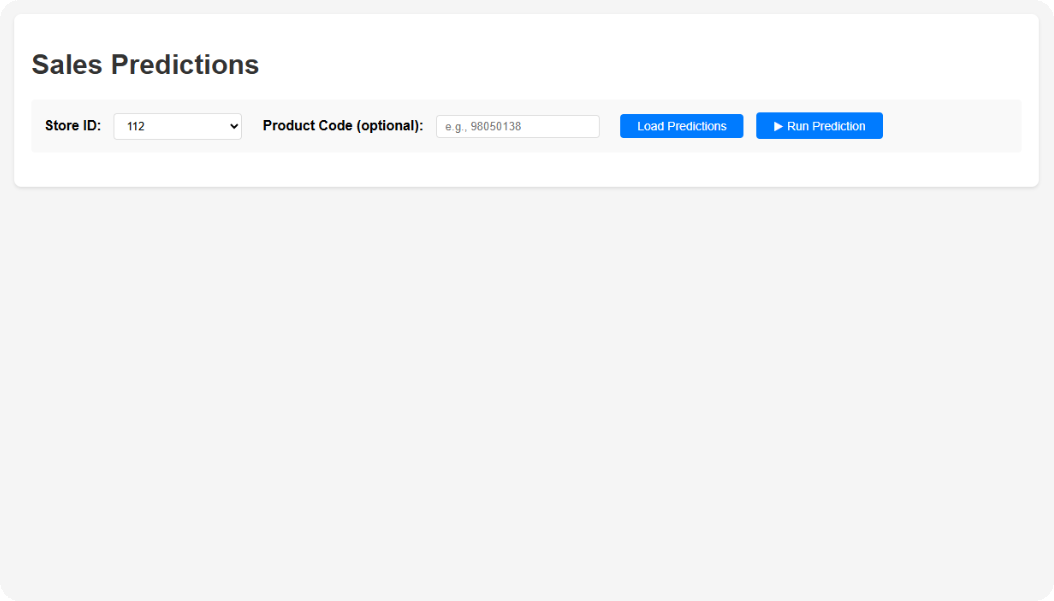 Sales Predictions
Store ID: 112 Product Code (optional): e.g., 98050138 Load Predictions ▶ Run Prediction